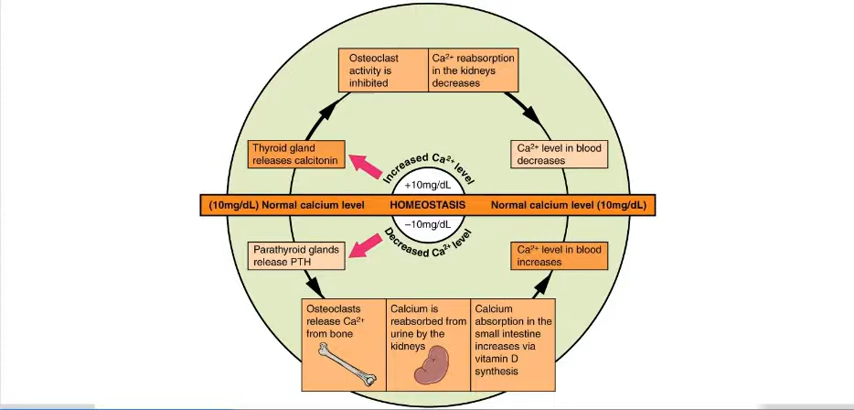 Osteoclast
activity is
inhibited
Ca²⁺ reabsorption
in the kidneys
decreases
Thyroid gland
releases calcitonin
Ca²⁺ level in blood
decreases
Increased Ca²⁺ level
+10mg/dL
(10mg/dL) Normal calcium level
HOMEOSTASIS
Normal calcium level (10mg/dL)
−10mg/dL
Decreased Ca²⁺ level
Parathyroid glands
release PTH
Ca²⁺ level in blood
increases
Osteoclasts
release Ca²⁺
from bone
Calcium is
reabsorbed from
urine by the
kidneys
Calcium
absorption in the
small intestine
increases via
vitamin D
synthesis